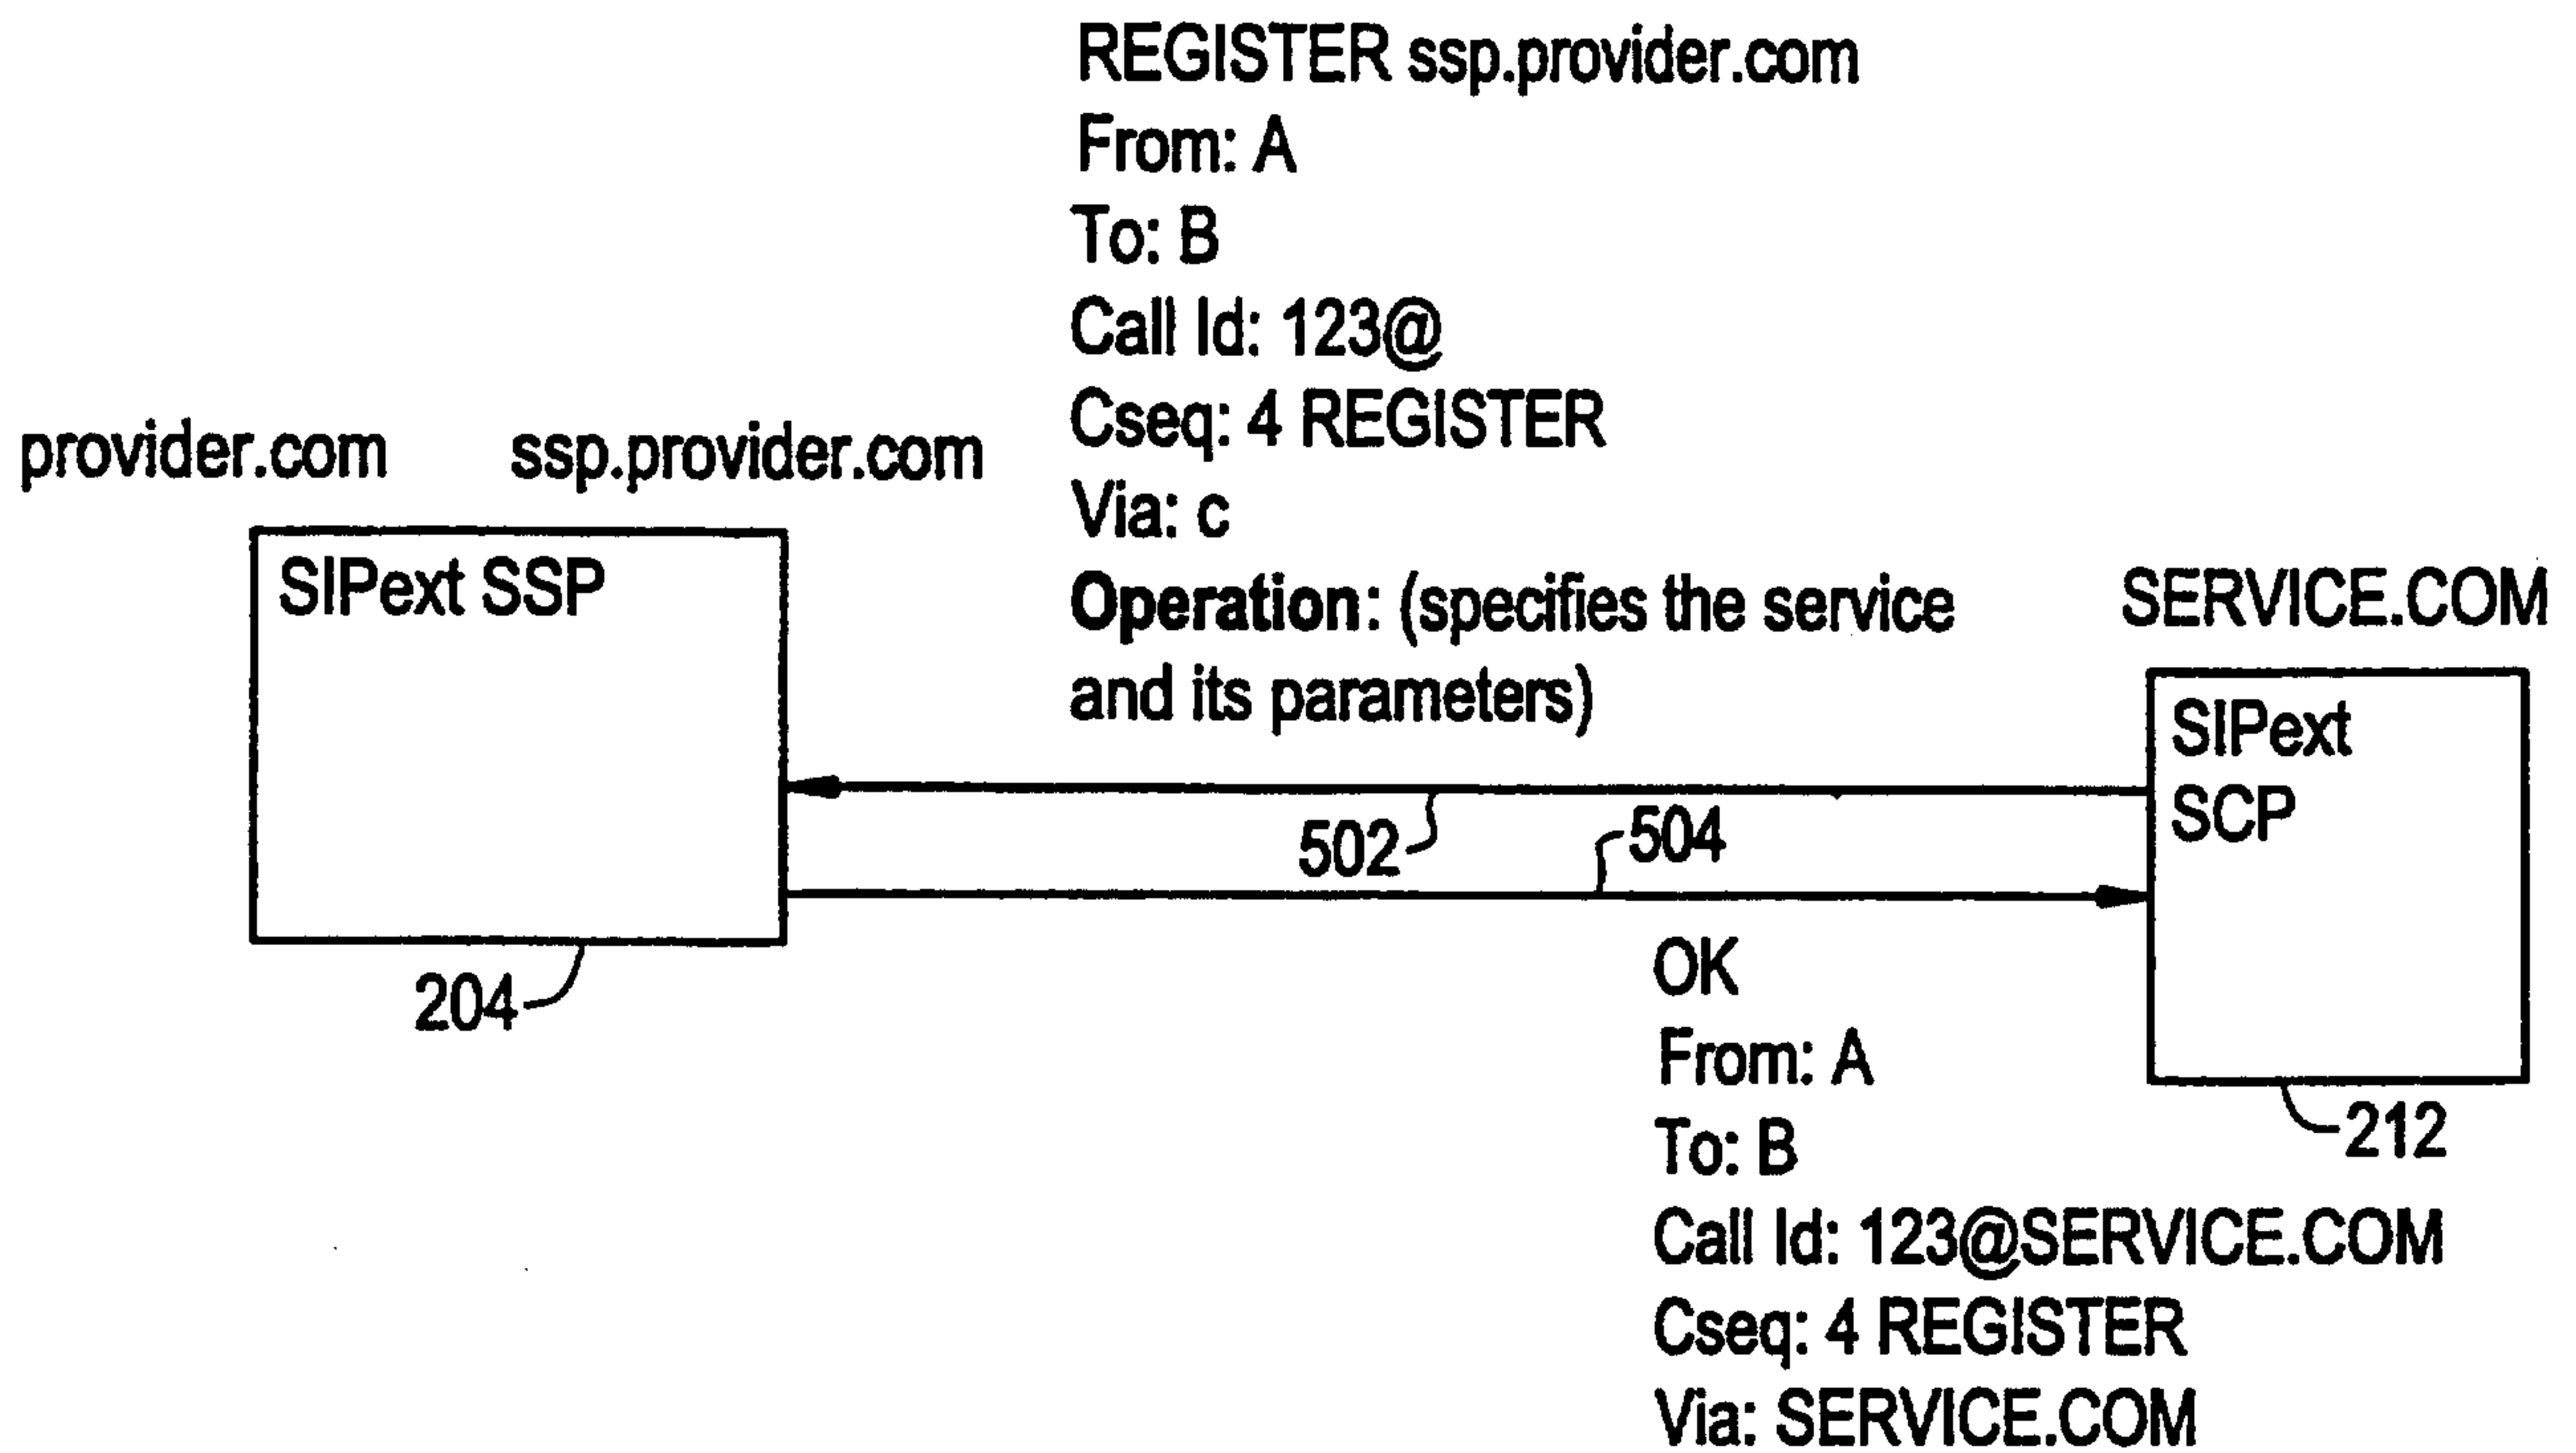 REGISTER ssp.provider.com
From: A
To: B
Call Id: 123@
Cseq: 4 REGISTER
Via: c
Operation: (specifies the service
and its parameters)
provider.com
ssp.provider.com
SERVICE.COM
SIPext SSP
SIPext
SCP
502
504
204
212
OK
From: A
To: B
Call Id: 123@SERVICE.COM
Cseq: 4 REGISTER
Via: SERVICE.COM